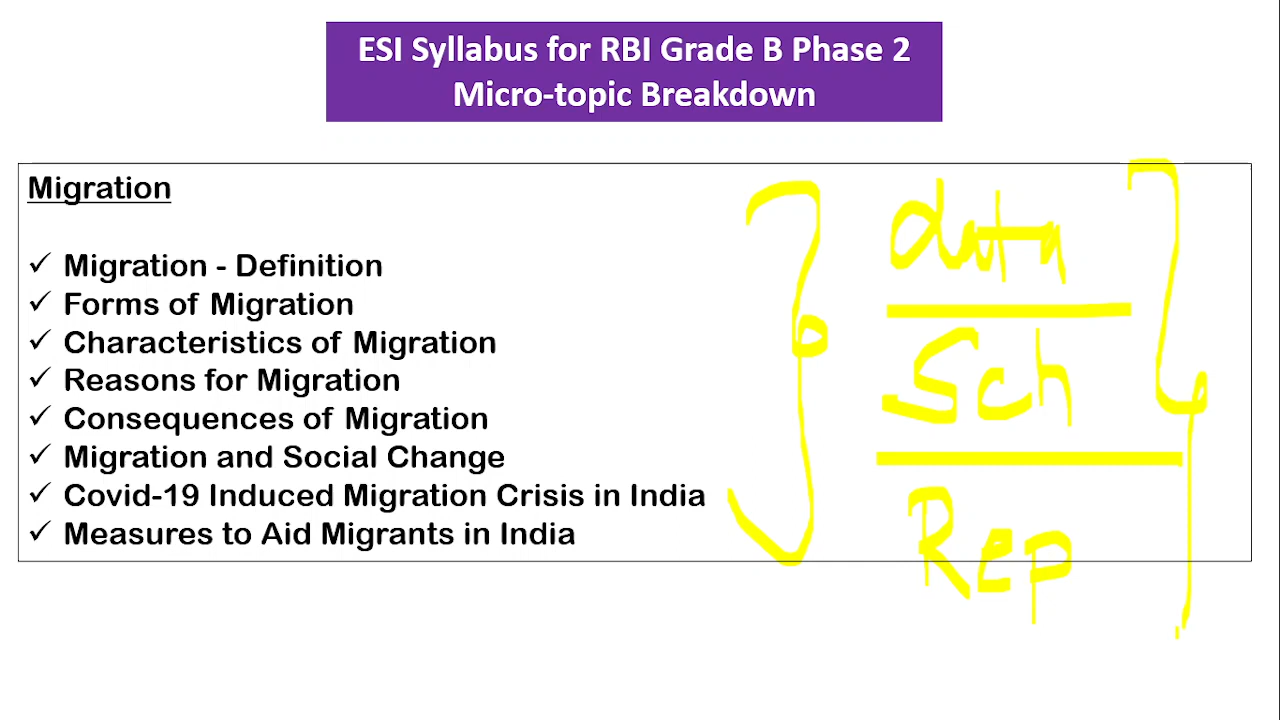 ESI Syllabus for RBI Grade B Phase 2
Micro-topic Breakdown
Migration
✓ Migration - Definition
✓ Forms of Migration
✓ Characteristics of Migration
✓ Reasons for Migration
✓ Consequences of Migration
✓ Migration and Social Change
✓ Covid-19 Induced Migration Crisis in India
✓ Measures to Aid Migrants in India
data
Sch
Rep